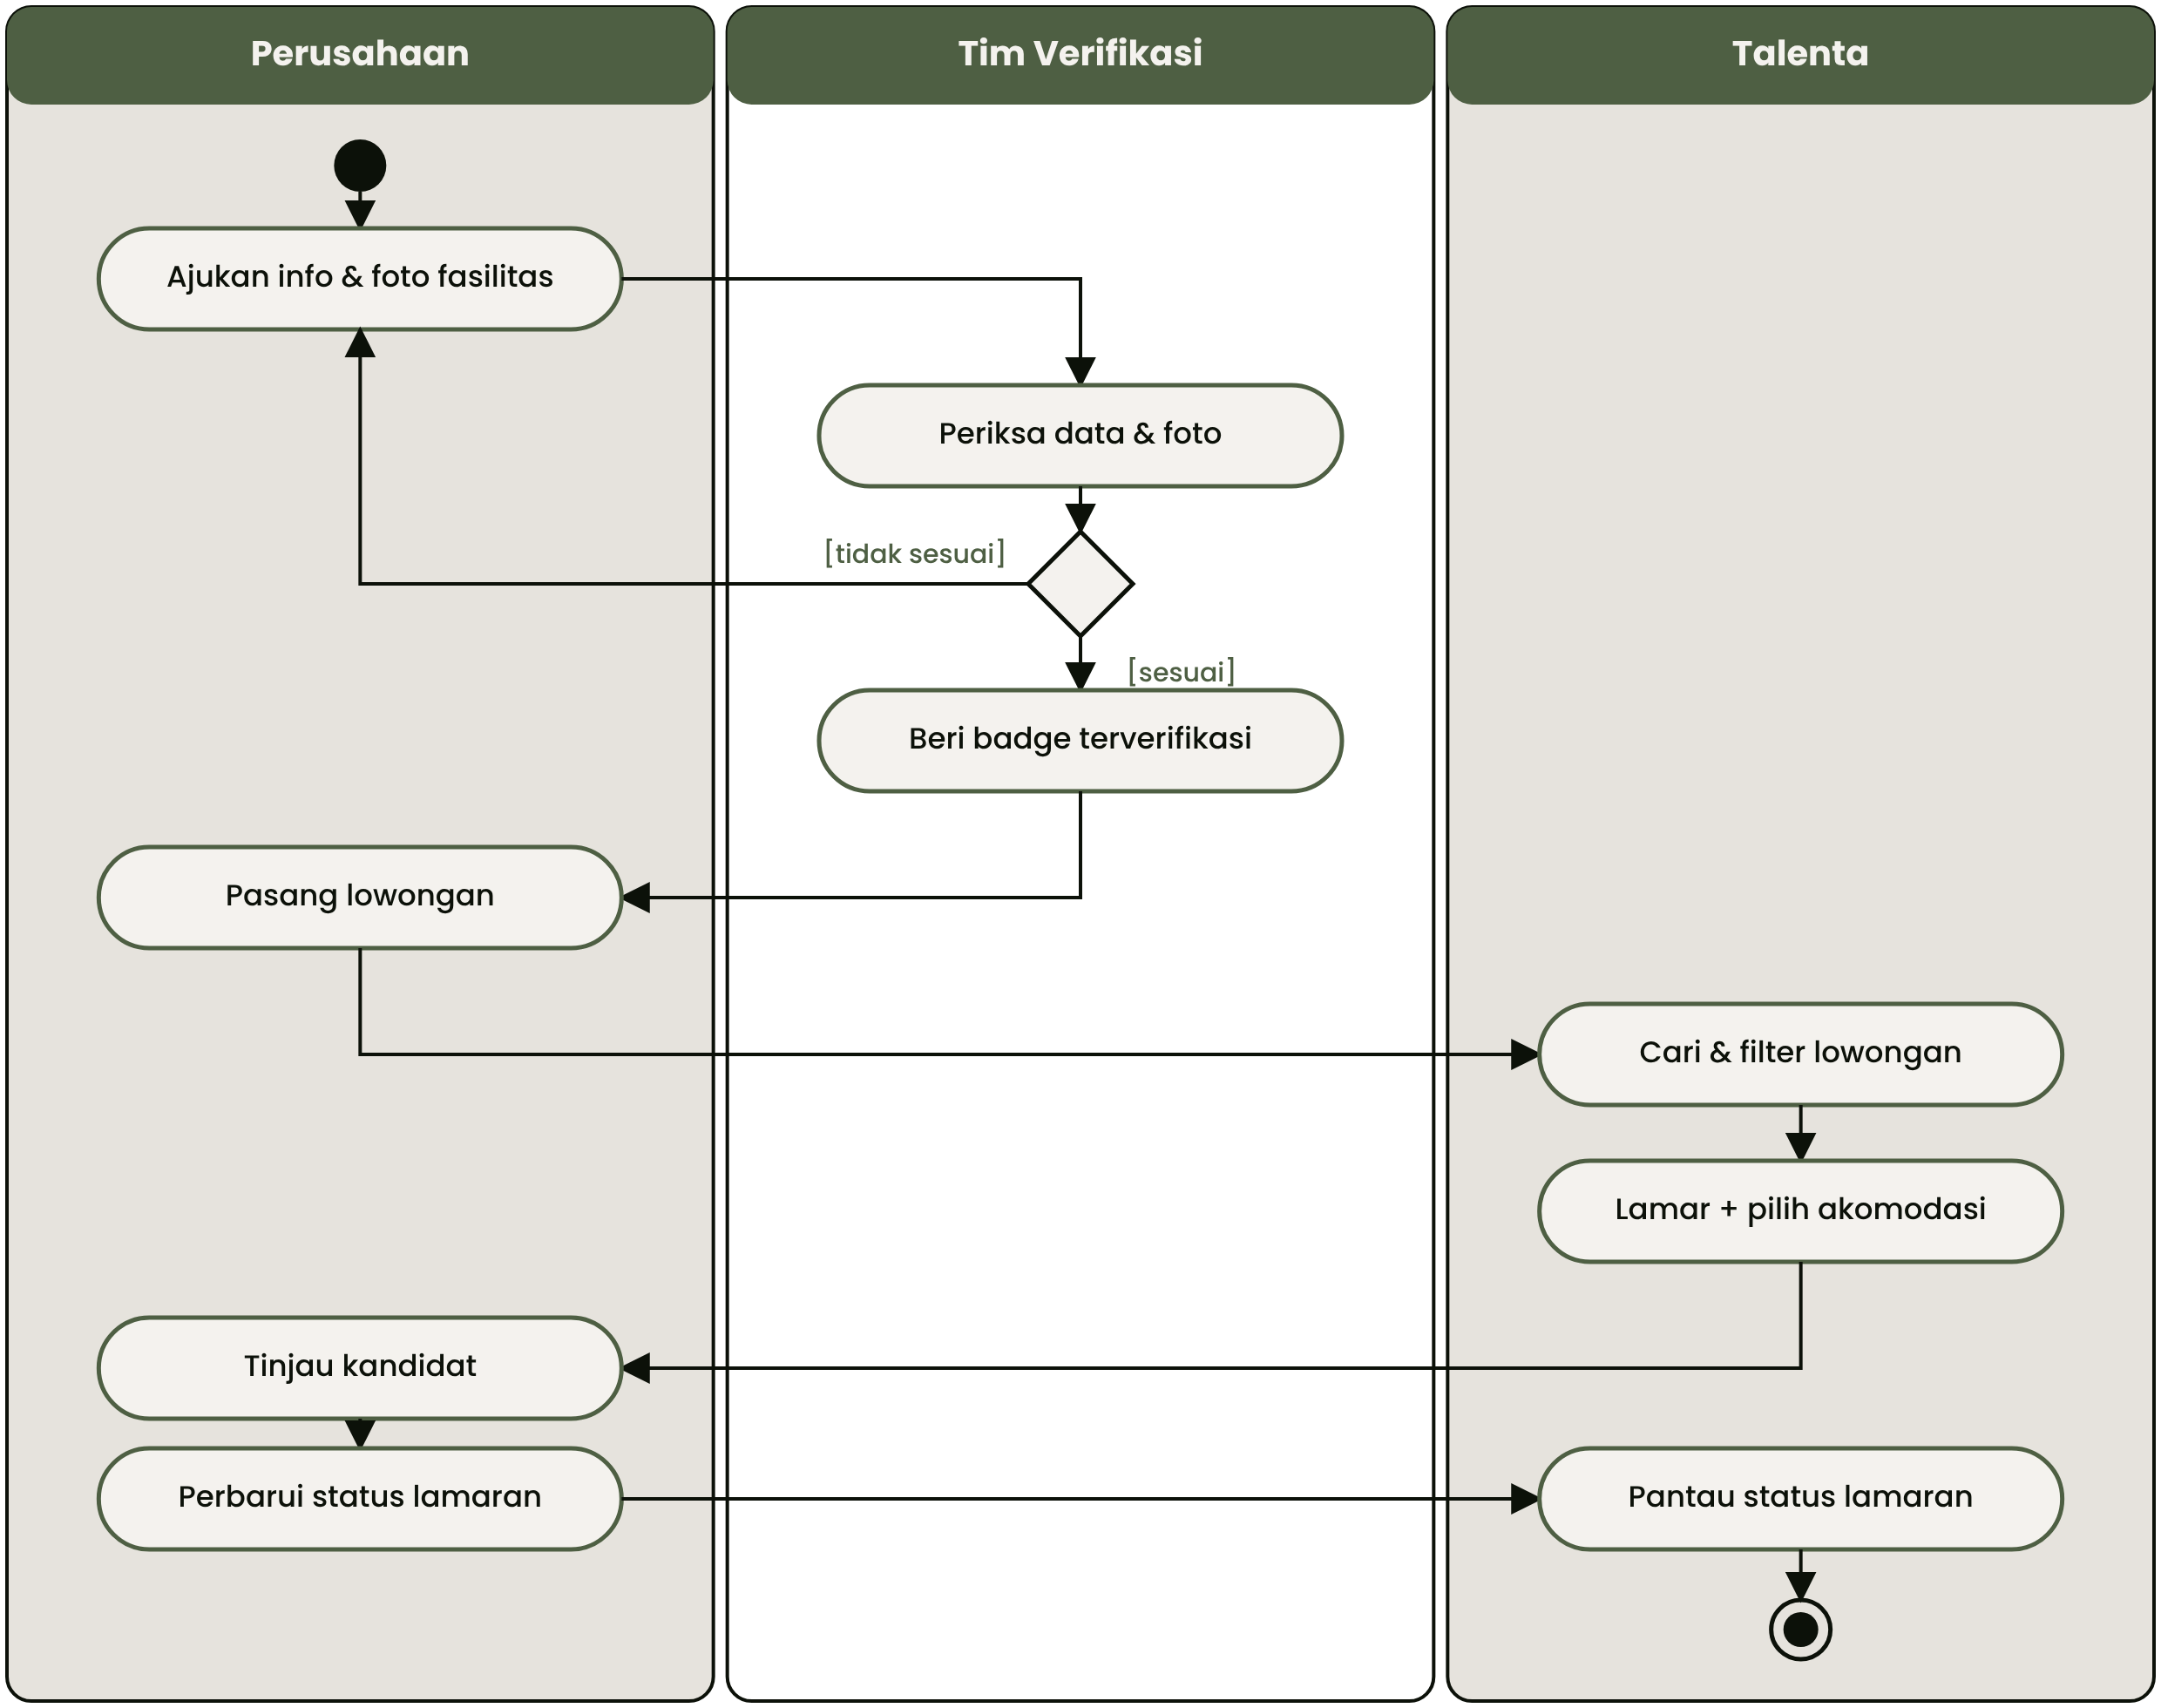 Perusahaan
Tim Verifikasi
Talenta
Ajukan info & foto fasilitas
Periksa data & foto
[tidak sesuai]
[sesuai]
Beri badge terverifikasi
Pasang lowongan
Cari & filter lowongan
Lamar + pilih akomodasi
Tinjau kandidat
Perbarui status lamaran
Pantau status lamaran